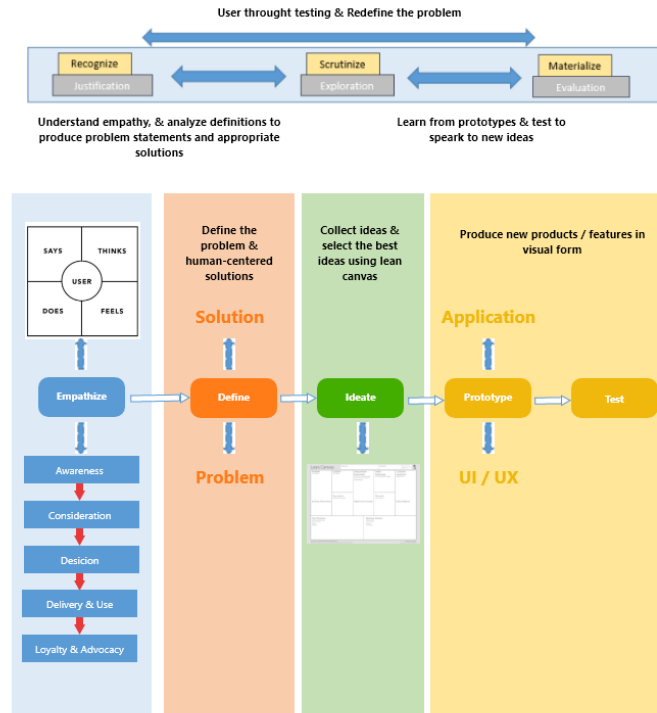 User throught testing & Redefine the problem
Recognize
Justification
Scrutinize
Exploration
Materialize
Evaluation
Understand empathy, & analyze definitions to
produce problem statements and appropriate
solutions
Learn from prototypes & test to
speark to new ideas
SAYS
THINKS
USER
DOES
FEELS
Define the
problem &
human-centered
solutions
Collect ideas &
select the best
ideas using lean
canvas
Produce new products / features in
visual form
Solution
Application
Empathize
Define
Ideate
Prototype
Test
Problem
UI / UX
Awareness
Consideration
Desicion
Delivery & Use
Loyalty & Advocacy
Lean Canvas